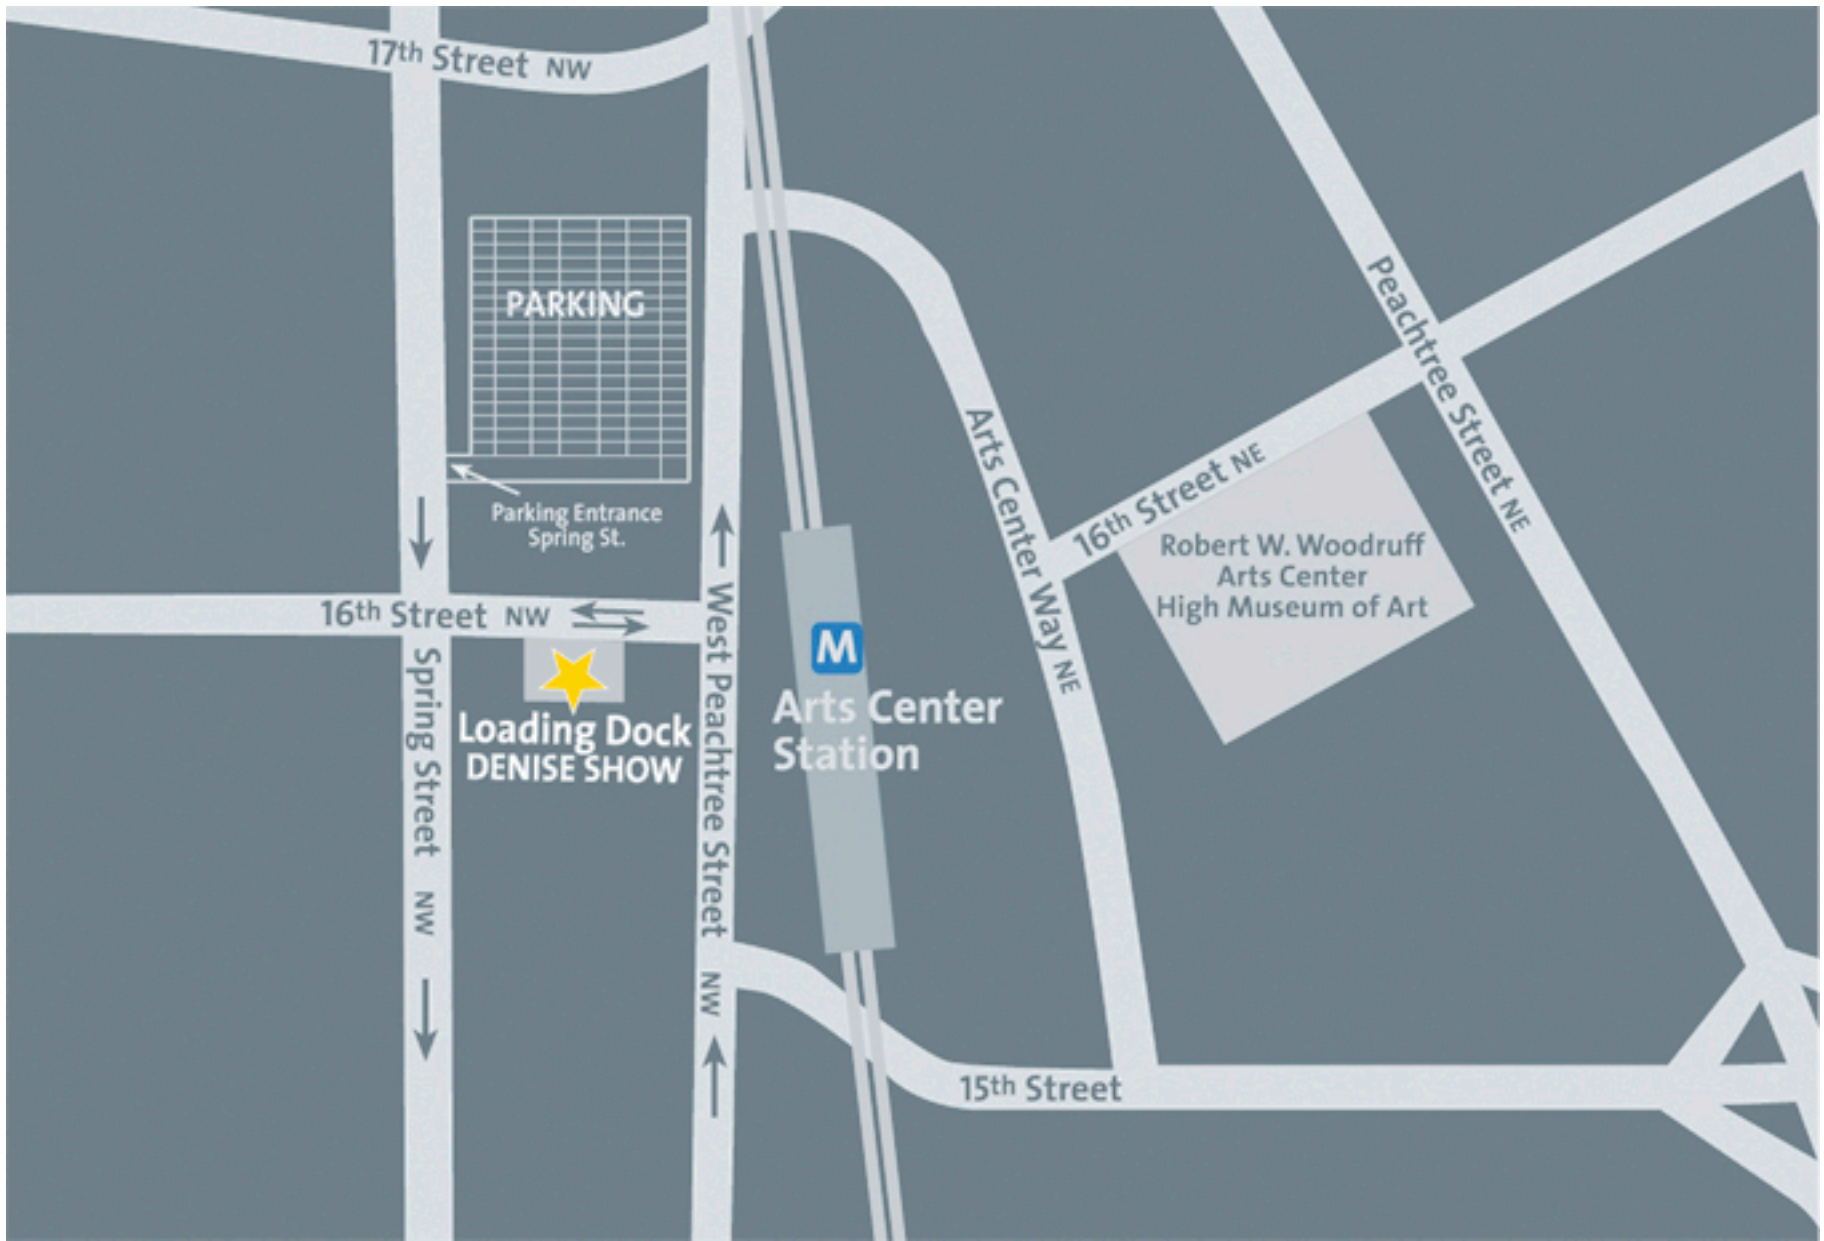 17th Street NW
PARKING
Parking Entrance
Spring St.
16th Street NW
Loading Dock
DENISE SHOW
Spring Street NW
West Peachtree Street NW
M
Arts Center
Station
Arts Center Way NE
16th Street NE
Peachtree Street NE
Robert W. Woodruff
Arts Center
High Museum of Art
15th Street